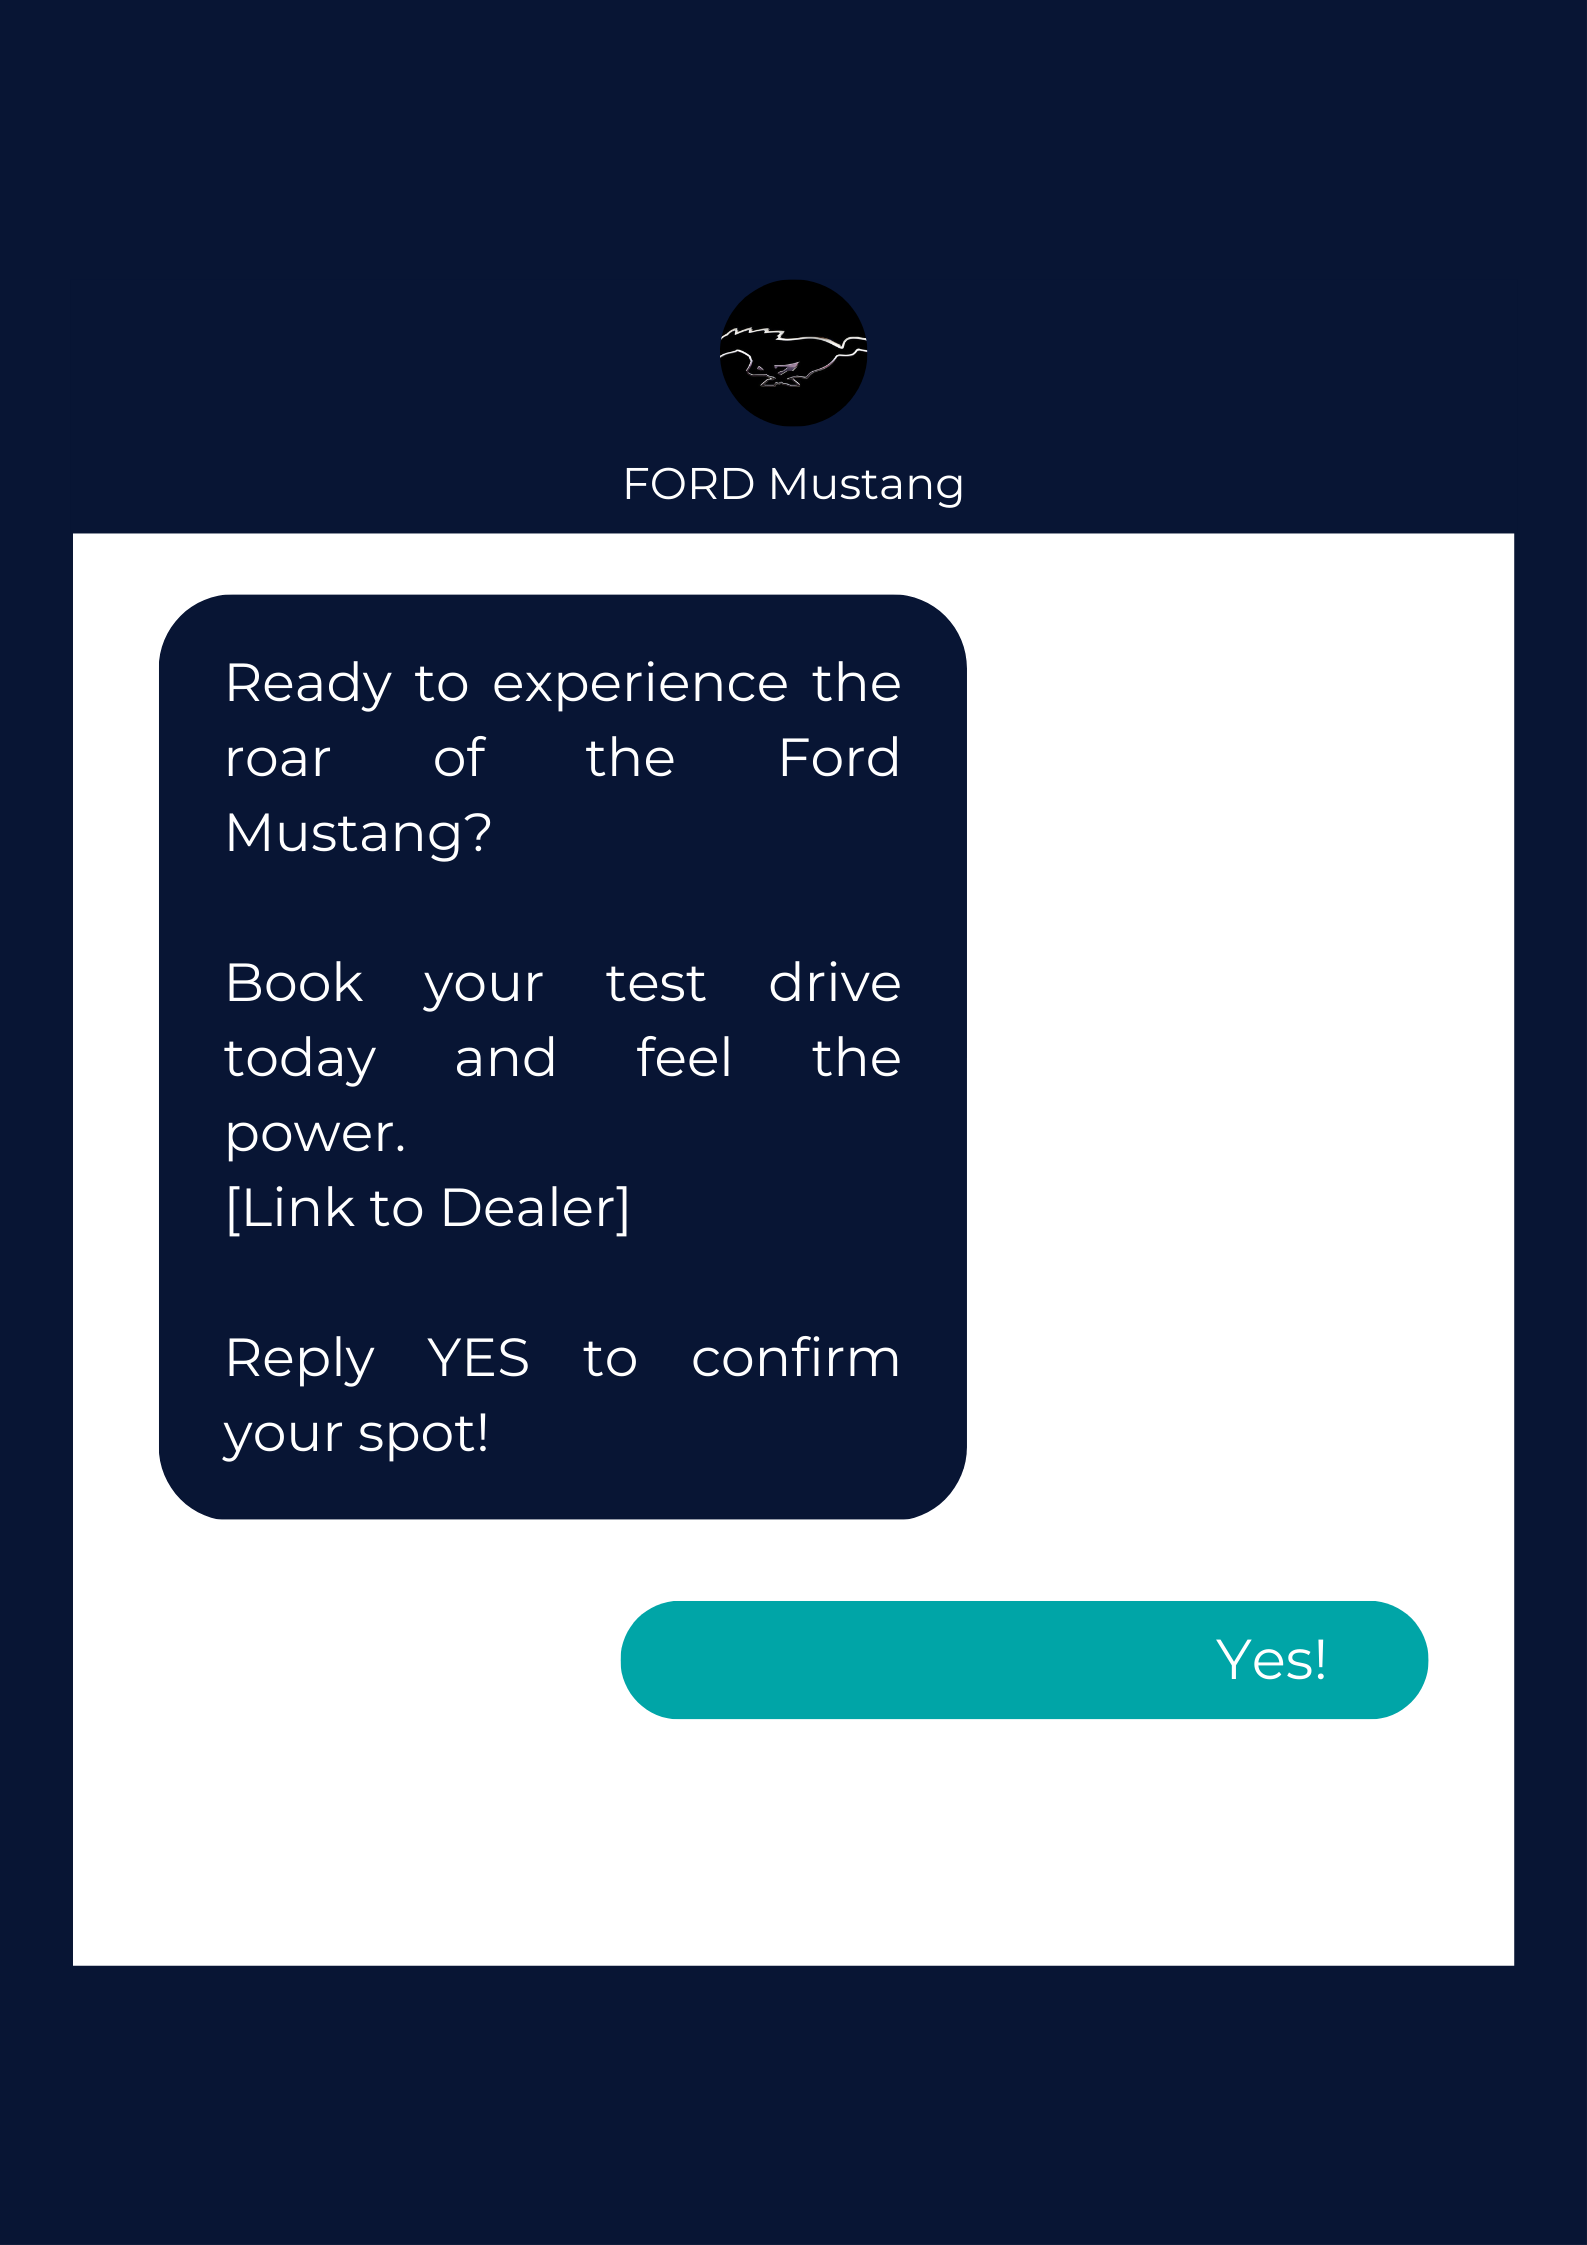 FORD Mustang
Ready to experience the
roar of the Ford
Mustang?
Book your test drive
today and feel the
power.
[Link to Dealer]
Reply YES to confirm
your spot!
Yes!